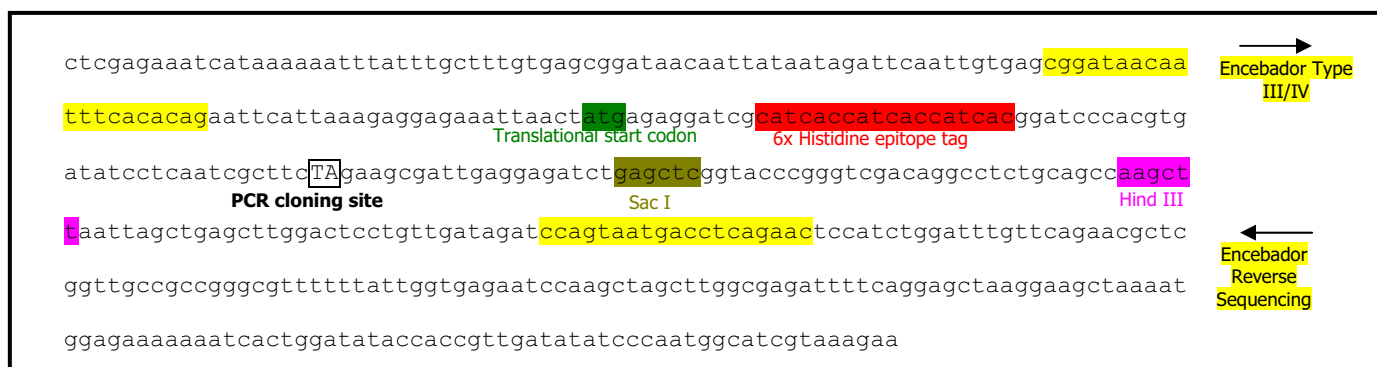 ctcgagaaatcataaaaaatttatttgctttgtgagcggataacaattataatagattcaattgtgagcggataacaa
Encebador Type
III/IV
tttcacacagaattcattaaagaggagaaattaactatgagaggatcgcatcaccatcaccatcacggatcccacgtg
Translational start codon
6x Histidine epitope tag
atatcctcaatcgcttcTAgaagcgattgaggagatctgagctcggtacccgggtcgacaggcctctgcagccaagct
PCR cloning site
Sac I
Hind III
taattagctgagcttggactcctgttgatagatccagtaatgacctcagaactccatctggatttgttcagaacgctc
Encebador
Reverse
Sequencing
ggttgccgccgggcgttttttattggtgagaatccaagctagcttggcgagattttcaggagctaaggaagctaaaat
ggagaaaaaaatcactggatataccaccgttgatatatcccaatggcatcgtaaagaa